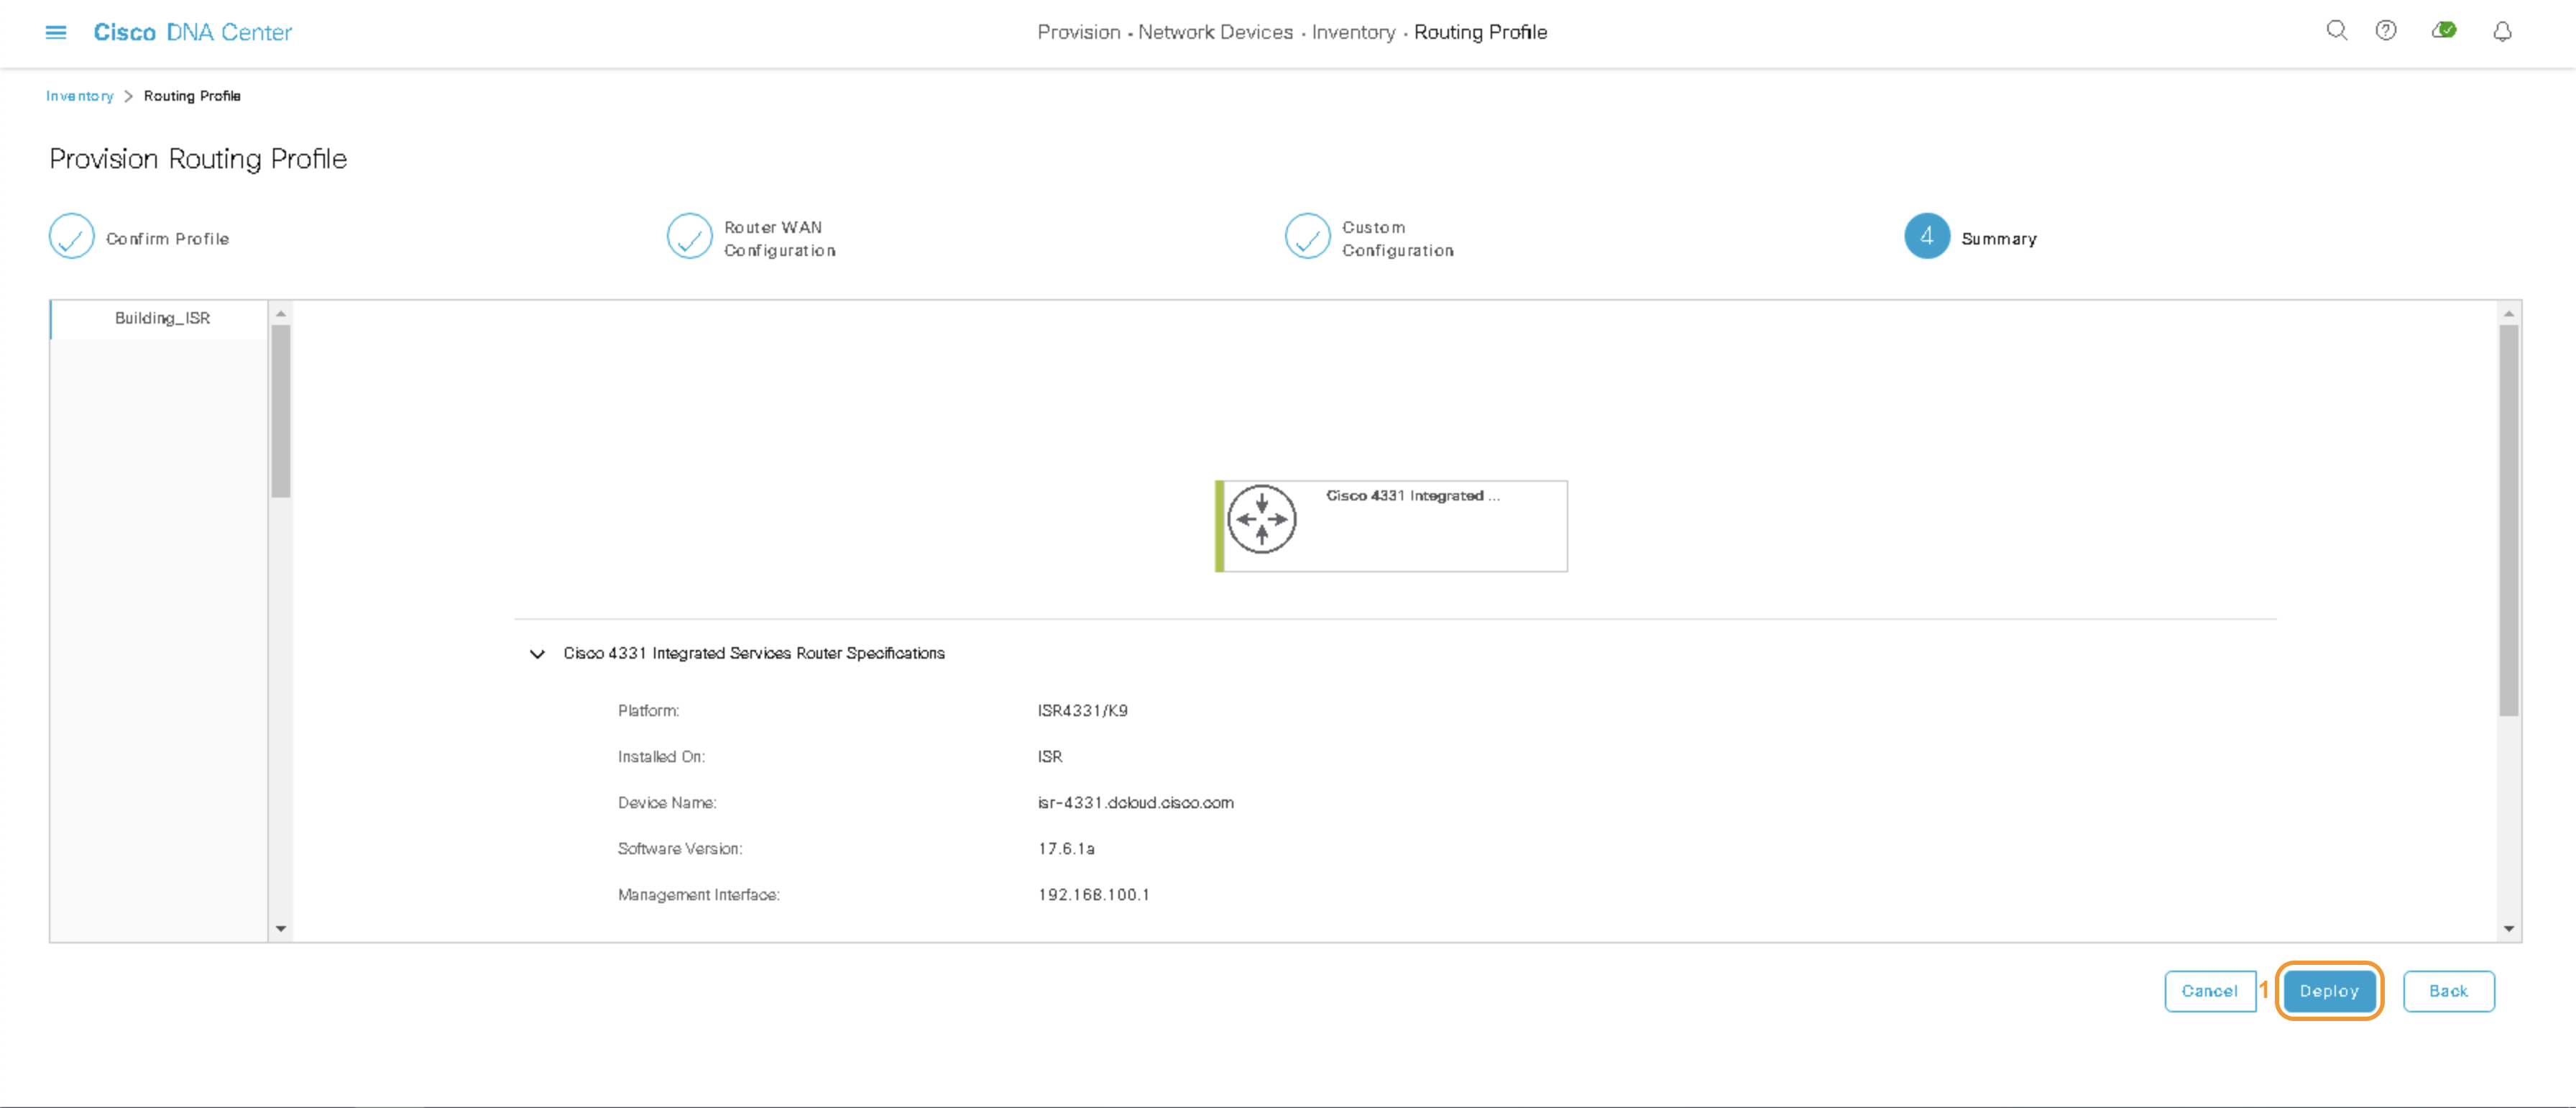 Cisco DNA Center
Provision · Network Devices · Inventory · Routing Profile
Inventory > Routing Profile
Provision Routing Profile
Confirm Profile
Router WAN
Configuration
Custom
Configuration
4 Summary
Building_ISR
Cisco 4331 Integrated ...
Cisco 4331 Integrated Services Router Specifications
Platform: ISR4331/K9
Installed On: ISR
Device Name: isr-4331.dcloud.cisco.com
Software Version: 17.6.1a
Management Interface: 192.168.100.1
Cancel 1 Deploy Back